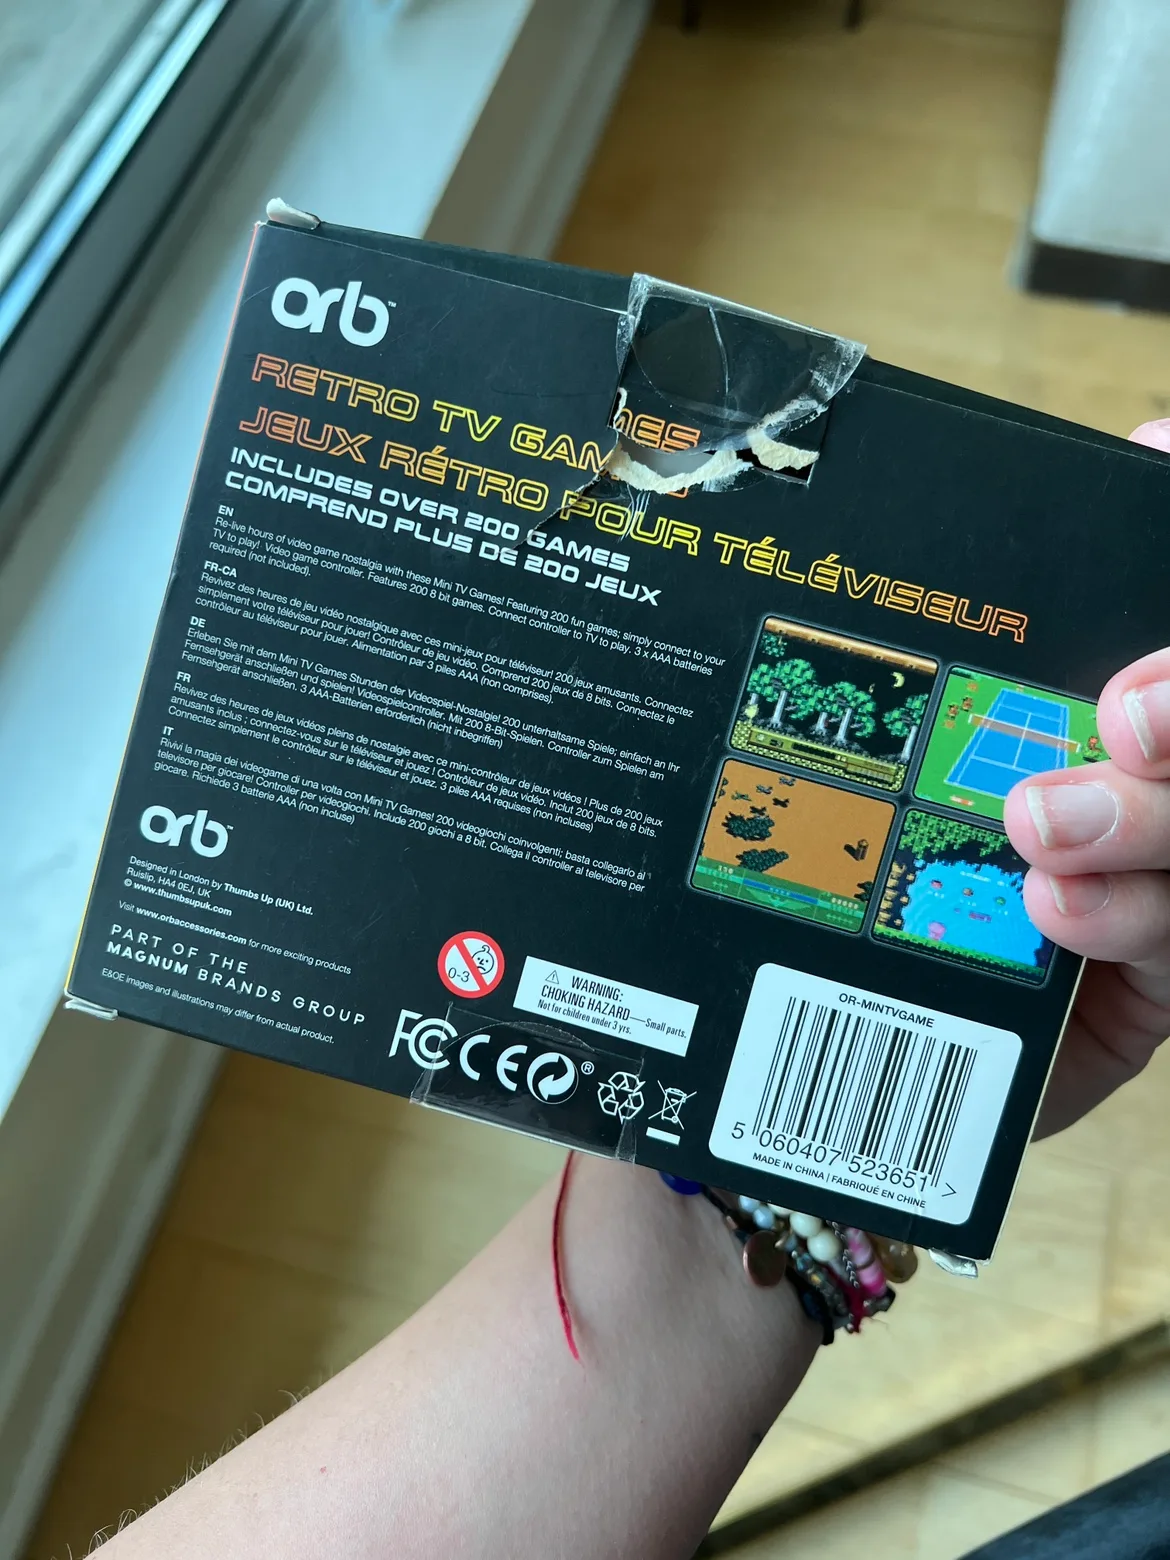 orb™
RETRO TV GAMES
JEUX RÉTRO POUR TÉLÉVISEUR
INCLUDES OVER 200 GAMES
COMPREND PLUS DE 200 JEUX
EN
Re-live hours of video game nostalgia with these Mini TV Games! Featuring 200 fun games; simply connect to your
TV to play! Video game controller. Features 200 8 bit games. Connect controller to TV to play. 3 x AAA batteries
required (not included).
FR-CA
Revivez des heures de jeu vidéo nostalgique avec ces mini-jeux pour téléviseur! 200 jeux amusants. Connectez
simplement votre téléviseur pour jouer! Contrôleur de jeu vidéo. Comprend 200 jeux de 8 bits. Connectez le
contrôleur au téléviseur pour jouer. Alimentation par 3 piles AAA (non comprises).
DE
Erleben Sie mit dem Mini TV Games Stunden der Videospiel-Nostalgie! 200 unterhaltsame Spiele; einfach an Ihr
Fernsehgerät anschließen und spielen! Videospielcontroller. Mit 200 8-Bit-Spielen. Controller zum Spielen am
Fernsehgerät anschließen. 3 AAA-Batterien erforderlich (nicht inbegriffen)
FR
Revivez des heures de jeux vidéos pleins de nostalgie avec ce mini-contrôleur de jeux vidéos ! Plus de 200 jeux
amusants inclus ; connectez-vous sur le téléviseur et jouez ! Contrôleur de jeux vidéo. Inclut 200 jeux de 8 bits.
Connectez simplement le contrôleur sur le téléviseur et jouez. 3 piles AAA requises (non incluses)
IT
Rivivi la magia dei videogame di una volta con Mini TV Games! 200 videogiochi coinvolgenti; basta collegarlo al
televisore per giocare! Controller per videogiochi. Include 200 giochi a 8 bit. Collega il controller al televisore per
giocare. Richiede 3 batterie AAA (non incluse)
orb™
Designed in London by Thumbs Up (UK) Ltd.
Ruislip, HA4 0EJ, UK.
© www.thumbsupuk.com
Visit www.orbaccessories.com for more exciting products
PART OF THE
MAGNUM BRANDS GROUP
E&OE images and illustrations may differ from actual product.
0-3
WARNING:
CHOKING HAZARD—Small parts.
Not for children under 3 yrs.
FC CE ®
OR-MINTVGAME
5 060407 523651 >
MADE IN CHINA | FABRIQUÉ EN CHINE